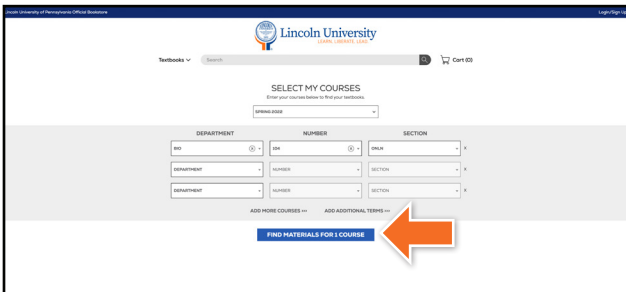 Lincoln University of Pennsylvania Official Bookstore
Login/Sign Up
Lincoln University
LEARN. LIBERATE. LEAD.
Textbooks
Search
Cart (0)
SELECT MY COURSES
Enter your courses below to find your textbooks.
SPRING 2022
DEPARTMENT NUMBER SECTION
BIO 102 ONLN X
DEPARTMENT NUMBER SECTION X
DEPARTMENT NUMBER SECTION X
ADD MORE COURSES ADD ADDITIONAL TERMS
FIND MATERIALS FOR 1 COURSE